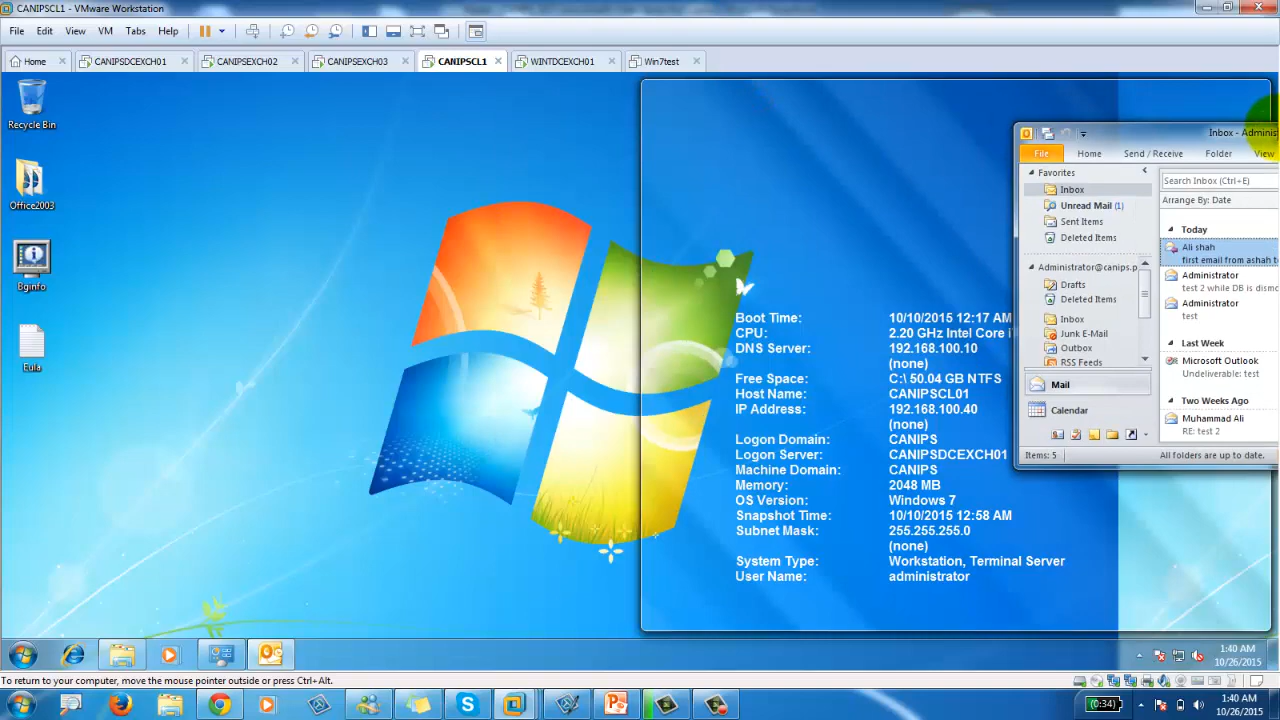 CANIPSCL1 - VMware Workstation
File Edit View VM Tabs Help
Home CANIPSDCEXCH01 CANIPSEXCH02 CANIPSEXCH03 CANIPSCL1 WINTDCEXCH01 Win7test
Recycle Bin
Office2003
Bginfo
Eula
Boot Time: 10/10/2015 12:17 AM
CPU: 2.20 GHz Intel Core i
DNS Server: 192.168.100.10
(none)
Free Space: C:\ 50.04 GB NTFS
Host Name: CANIPSCL01
IP Address: 192.168.100.40
(none)
Logon Domain: CANIPS
Logon Server: CANIPSDCEXCH01
Machine Domain: CANIPS
Memory: 2048 MB
OS Version: Windows 7
Snapshot Time: 10/10/2015 12:58 AM
Subnet Mask: 255.255.255.0
(none)
System Type: Workstation, Terminal Server
User Name: administrator
Inbox - Adminis
File Home Send / Receive Folder View
Favorites
Inbox
Unread Mail (1)
Sent Items
Deleted Items
Administrator@canips.p
Drafts
Deleted Items
Inbox
Junk E-Mail
Outbox
RSS Feeds
Mail
Calendar
Search Inbox (Ctrl+E)
Arrange By: Date
Today
Ali shah
first email from ashah t
Administrator
test 2 while DB is dismo
Administrator
test
Last Week
Microsoft Outlook
Undeliverable: test
Two Weeks Ago
Muhammad Ali
RE: test 2
Items: 5 All folders are up to date.
1:40 AM
10/26/2015
To return to your computer, move the mouse pointer outside or press Ctrl+Alt.
(0:34)
1:40 AM
10/26/2015